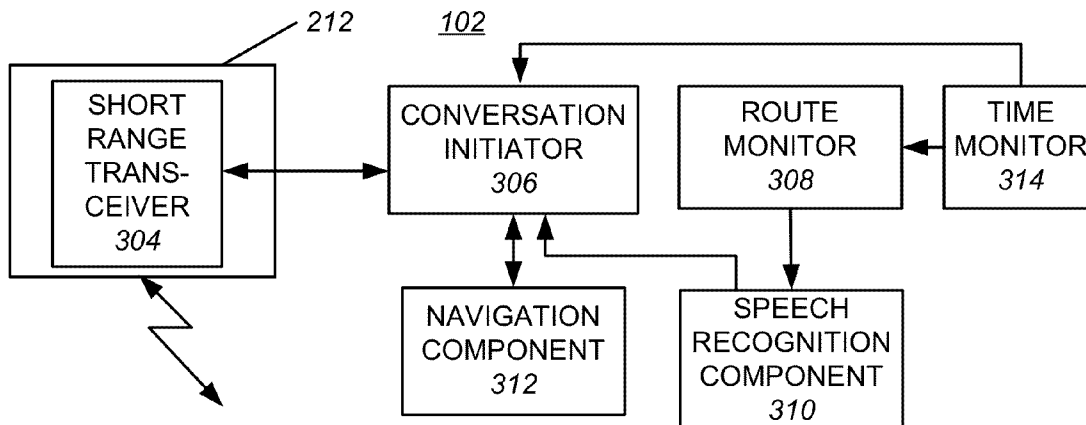 212
102
SHORT
RANGE
TRANS-
CEIVER
304
CONVERSATION
INITIATOR
306
ROUTE
MONITOR
308
TIME
MONITOR
314
NAVIGATION
COMPONENT
312
SPEECH
RECOGNITION
COMPONENT
310